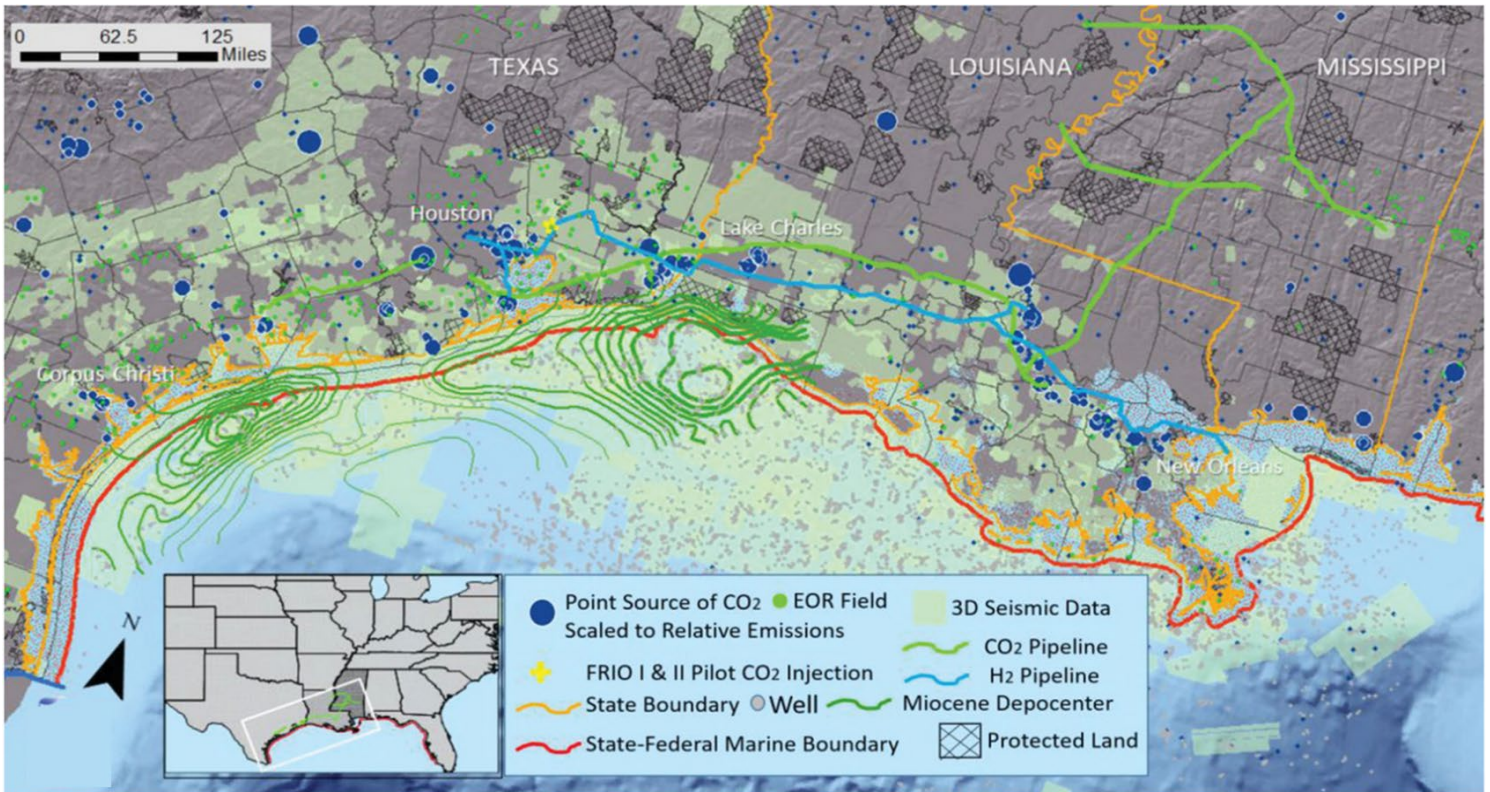 0 62.5 125
Miles
TEXAS
LOUISIANA
MISSISSIPPI
Houston
Lake Charles
Corpus Christi
New Orleans
N
Point Source of CO2
Scaled to Relative Emissions
EOR Field
3D Seismic Data
CO2 Pipeline
FRIO I & II Pilot CO2 Injection
H2 Pipeline
State Boundary
Well
Miocene Depocenter
State-Federal Marine Boundary
Protected Land